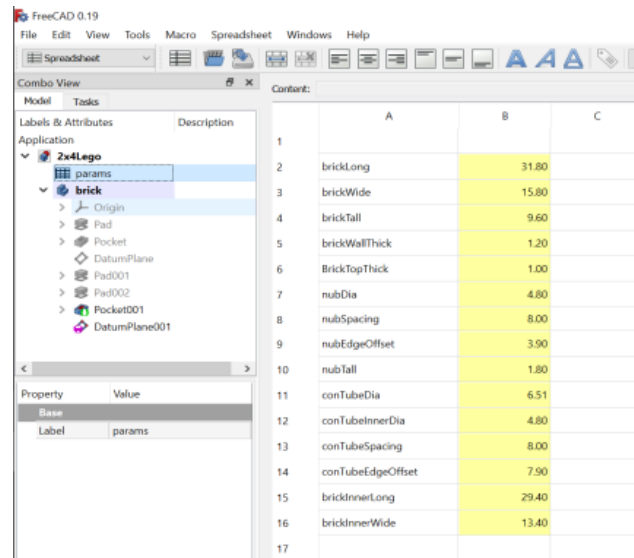 FreeCAD 0.19
File Edit View Tools Macro Spreadsheet Windows Help
Spreadsheet A A A
Combo View
Model Tasks
Labels & Attributes Description
Application
2x4Lego
params
brick
Origin
Pad
Pocket
DatumPlane
Pad001
Pad002
Pocket001
DatumPlane001
Property Value
Base
Label params
Content:
A B C
1
2 brickLong 31.80
3 brickWide 15.80
4 brickTall 9.60
5 brickWallThick 1.20
6 BrickTopThick 1.00
7 nubDia 4.80
8 nubSpacing 8.00
9 nubEdgeOffset 3.90
10 nubTall 1.80
11 conTubeDia 6.51
12 conTubeInnerDia 4.80
13 conTubeSpacing 8.00
14 conTubeEdgeOffset 7.90
15 brickInnerLong 29.40
16 brickInnerWide 13.40
17